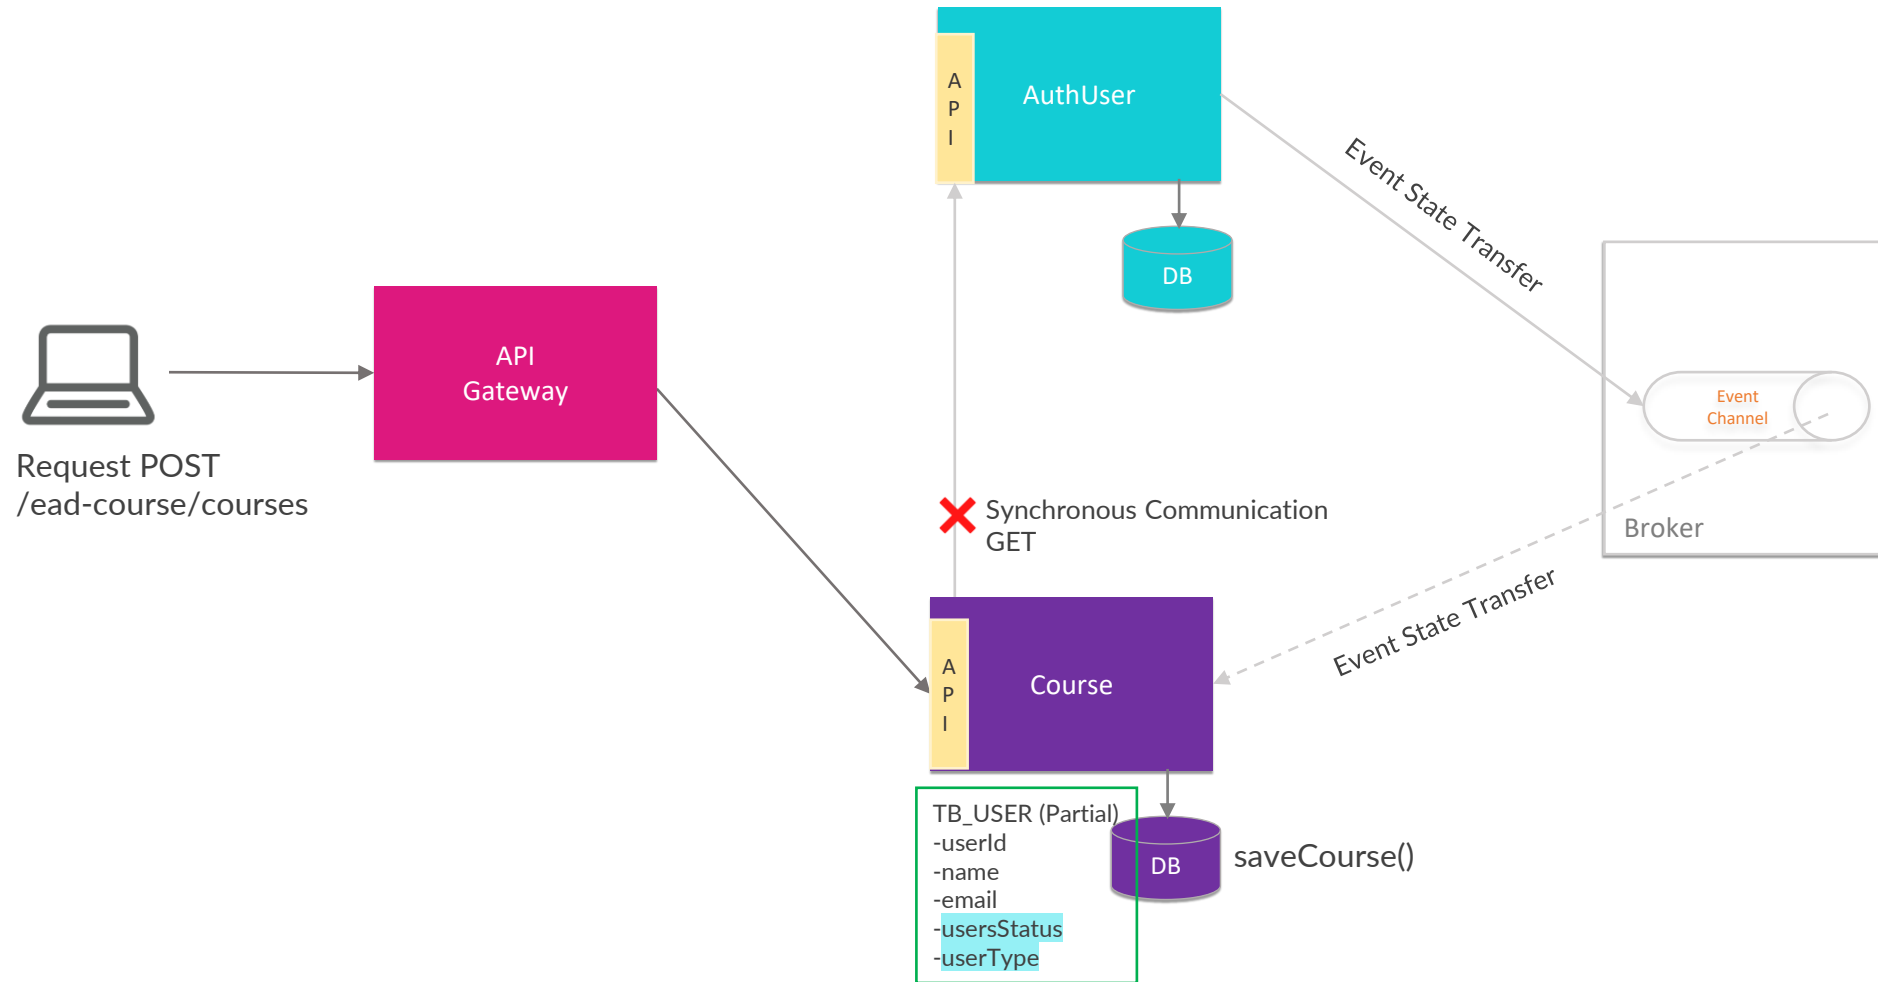 A
P
I
AuthUser
Event State Transfer
DB
API
Gateway
Event
Channel
Request POST
/ead-course/courses
Synchronous Communication
GET
Broker
Event State Transfer
A
P
I
Course
TB_USER (Partial)
-userId
-name
-email
-usersStatus
-userType
DB
saveCourse()